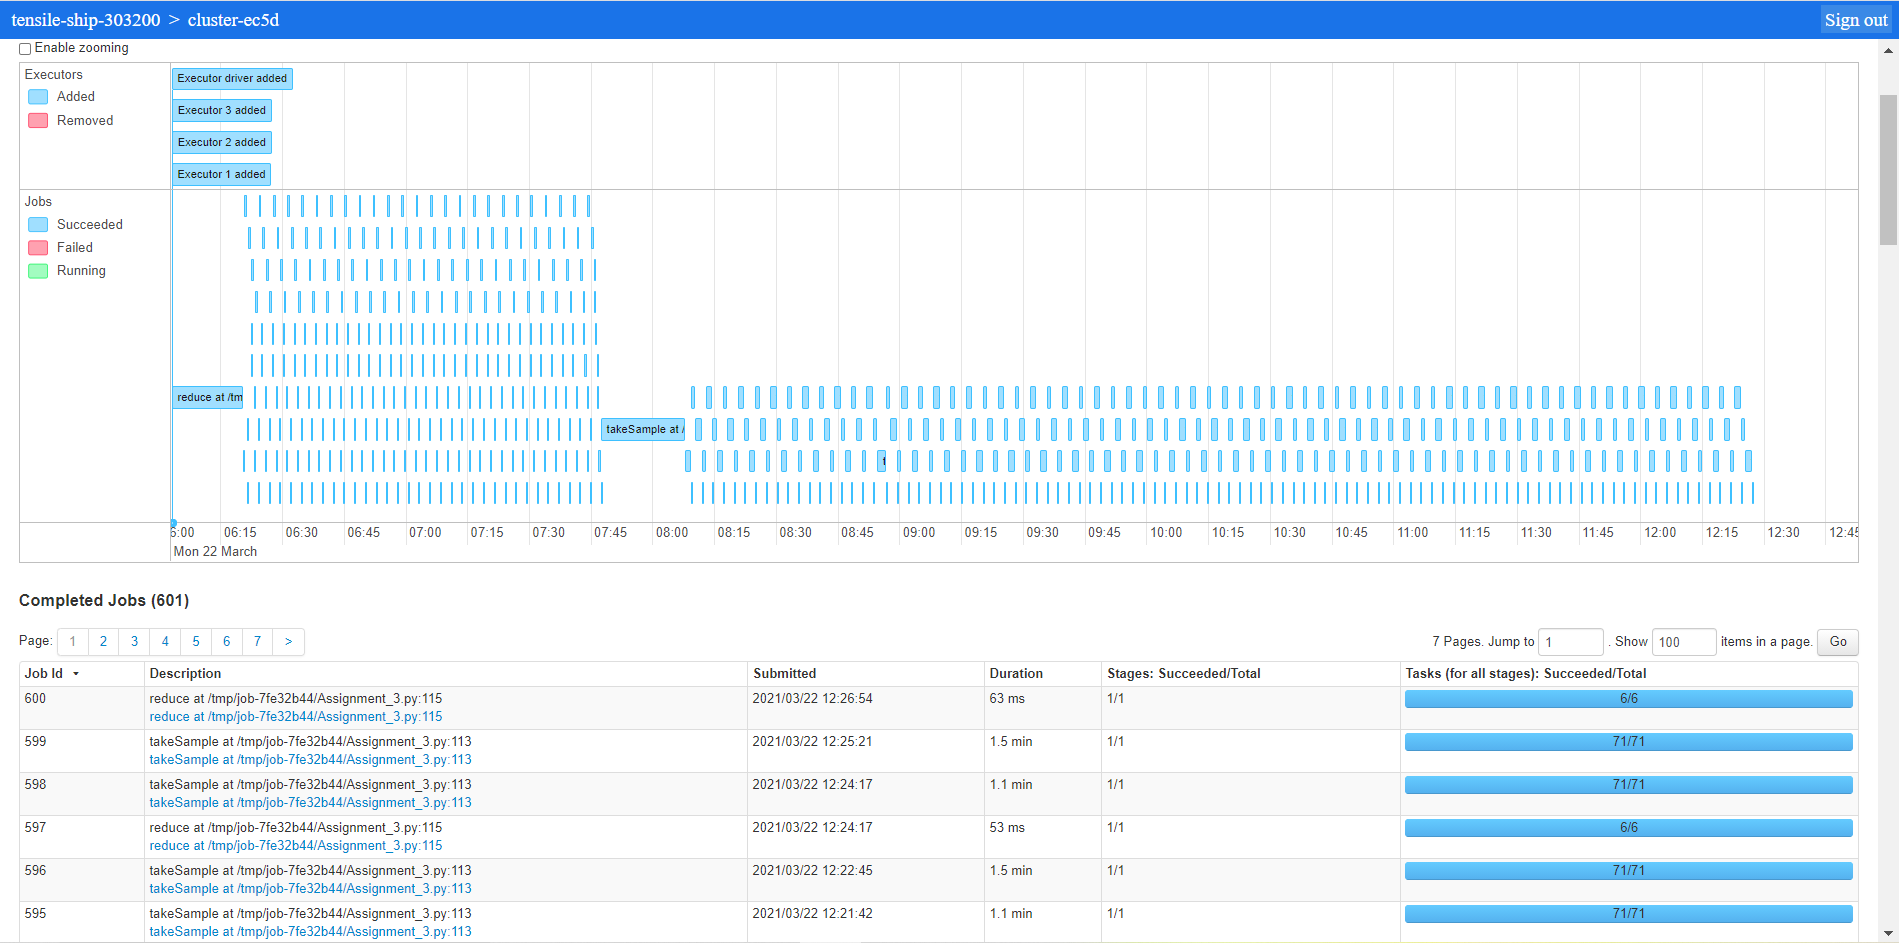 tensile-ship-303200 > cluster-ec5d Sign out
Enable zooming
Executors
Added
Removed
Executor driver added
Executor 3 added
Executor 2 added
Executor 1 added
Jobs
Succeeded
Failed
Running
reduce at /tm
takeSample at /
6:00 06:15 06:30 06:45 07:00 07:15 07:30 07:45 08:00 08:15 08:30 08:45 09:00 09:15 09:30 09:45 10:00 10:15 10:30 10:45 11:00 11:15 11:30 11:45 12:00 12:15 12:30 12:45
Mon 22 March
Completed Jobs (601)
Page: 1 2 3 4 5 6 7 > 7 Pages. Jump to 1 . Show 100 items in a page. Go
Job Id Description Submitted Duration Stages: Succeeded/Total Tasks (for all stages): Succeeded/Total
600 reduce at /tmp/job-7fe32b44/Assignment_3.py:115 2021/03/22 12:26:54 63 ms 1/1 6/6
reduce at /tmp/job-7fe32b44/Assignment_3.py:115
599 takeSample at /tmp/job-7fe32b44/Assignment_3.py:113 2021/03/22 12:25:21 1.5 min 1/1 71/71
takeSample at /tmp/job-7fe32b44/Assignment_3.py:113
598 takeSample at /tmp/job-7fe32b44/Assignment_3.py:113 2021/03/22 12:24:17 1.1 min 1/1 71/71
takeSample at /tmp/job-7fe32b44/Assignment_3.py:113
597 reduce at /tmp/job-7fe32b44/Assignment_3.py:115 2021/03/22 12:24:17 53 ms 1/1 6/6
reduce at /tmp/job-7fe32b44/Assignment_3.py:115
596 takeSample at /tmp/job-7fe32b44/Assignment_3.py:113 2021/03/22 12:22:45 1.5 min 1/1 71/71
takeSample at /tmp/job-7fe32b44/Assignment_3.py:113
595 takeSample at /tmp/job-7fe32b44/Assignment_3.py:113 2021/03/22 12:21:42 1.1 min 1/1 71/71
takeSample at /tmp/job-7fe32b44/Assignment_3.py:113